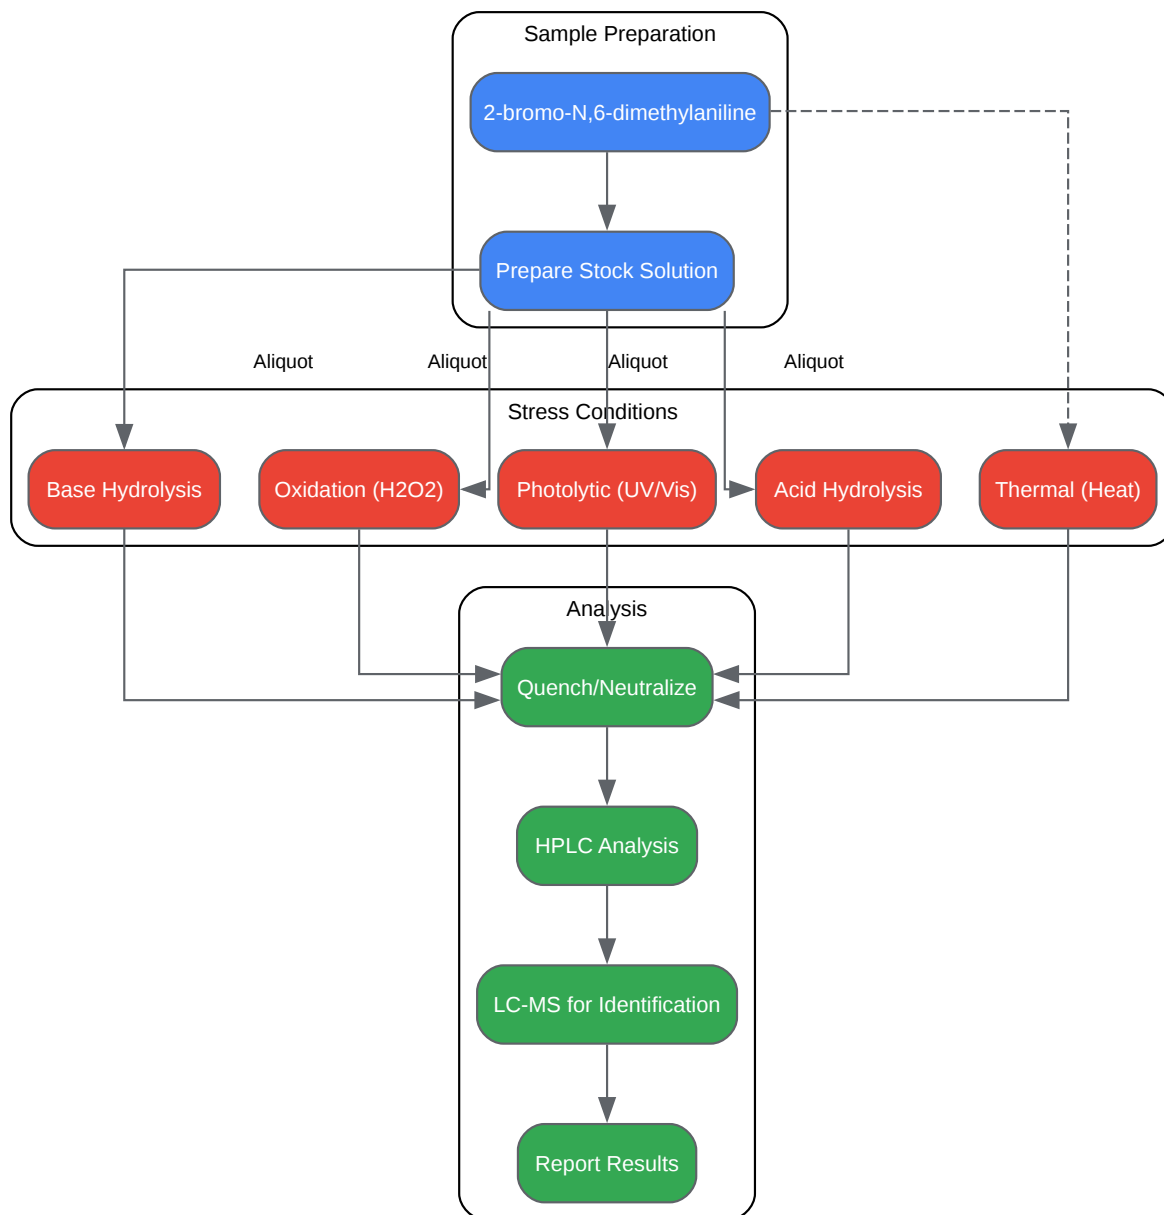 Sample Preparation
2-bromo-N,6-dimethylaniline
Prepare Stock Solution
Aliquot
Aliquot
Aliquot
Aliquot
Stress Conditions
Base Hydrolysis
Oxidation (H2O2)
Photolytic (UV/Vis)
Acid Hydrolysis
Thermal (Heat)
Analysis
Quench/Neutralize
HPLC Analysis
LC-MS for Identification
Report Results